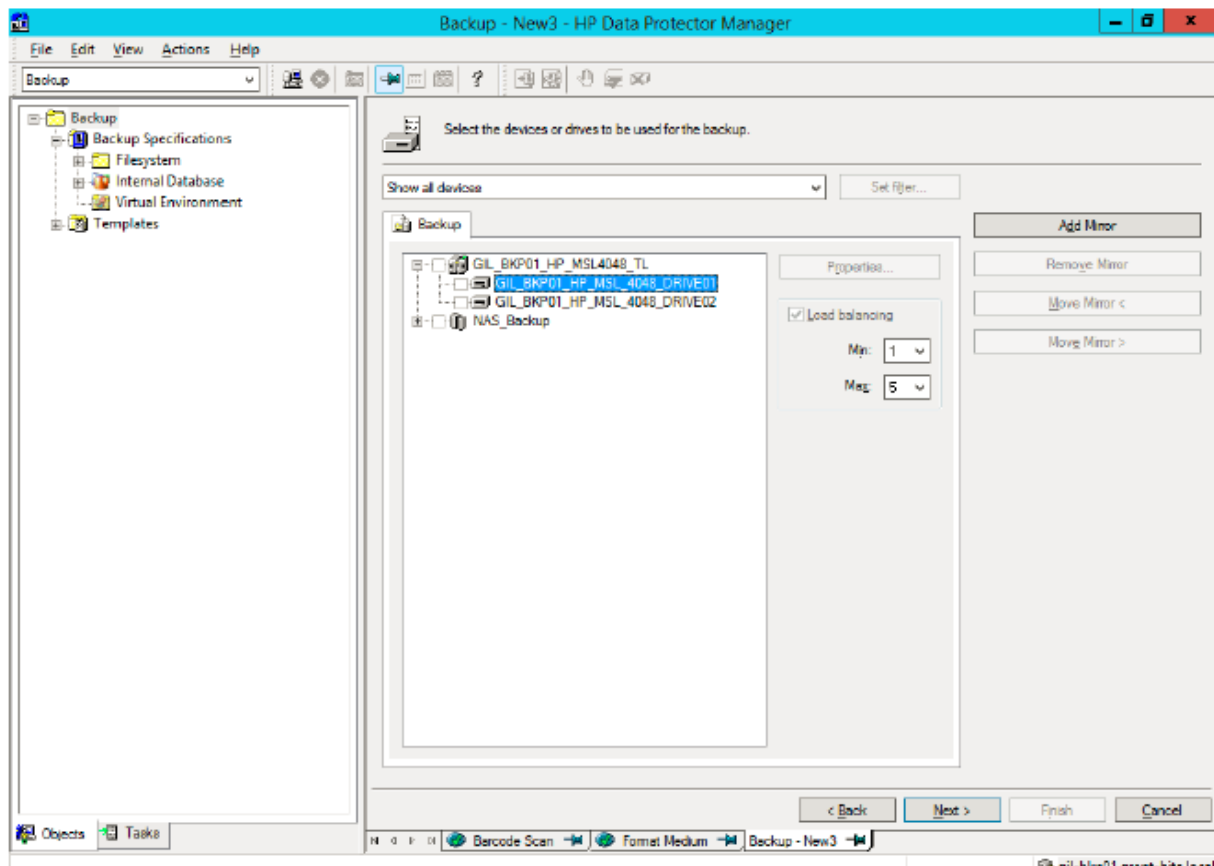 Backup - New3 - HP Data Protector Manager
File Edit View Actions Help
Backup
Backup
Backup Specifications
Filesystem
Internal Database
Virtual Environment
Templates
Objects
Tasks
Select the devices or drives to be used for the backup.
Show all devices
Set filter...
Backup
GIL_BKP01_HP_MSL4048_TL
GIL_BKP01_HP_MSL_4048_DRIVE01
GIL_BKP01_HP_MSL_4048_DRIVE02
NAS_Backup
Properties...
Load balancing
Min: 1
Max: 5
Add Mirror
Remove Mirror
Move Mirror <
Move Mirror >
< Back
Next >
Finish
Cancel
Barcode Scan
Format Medium
Backup - New3